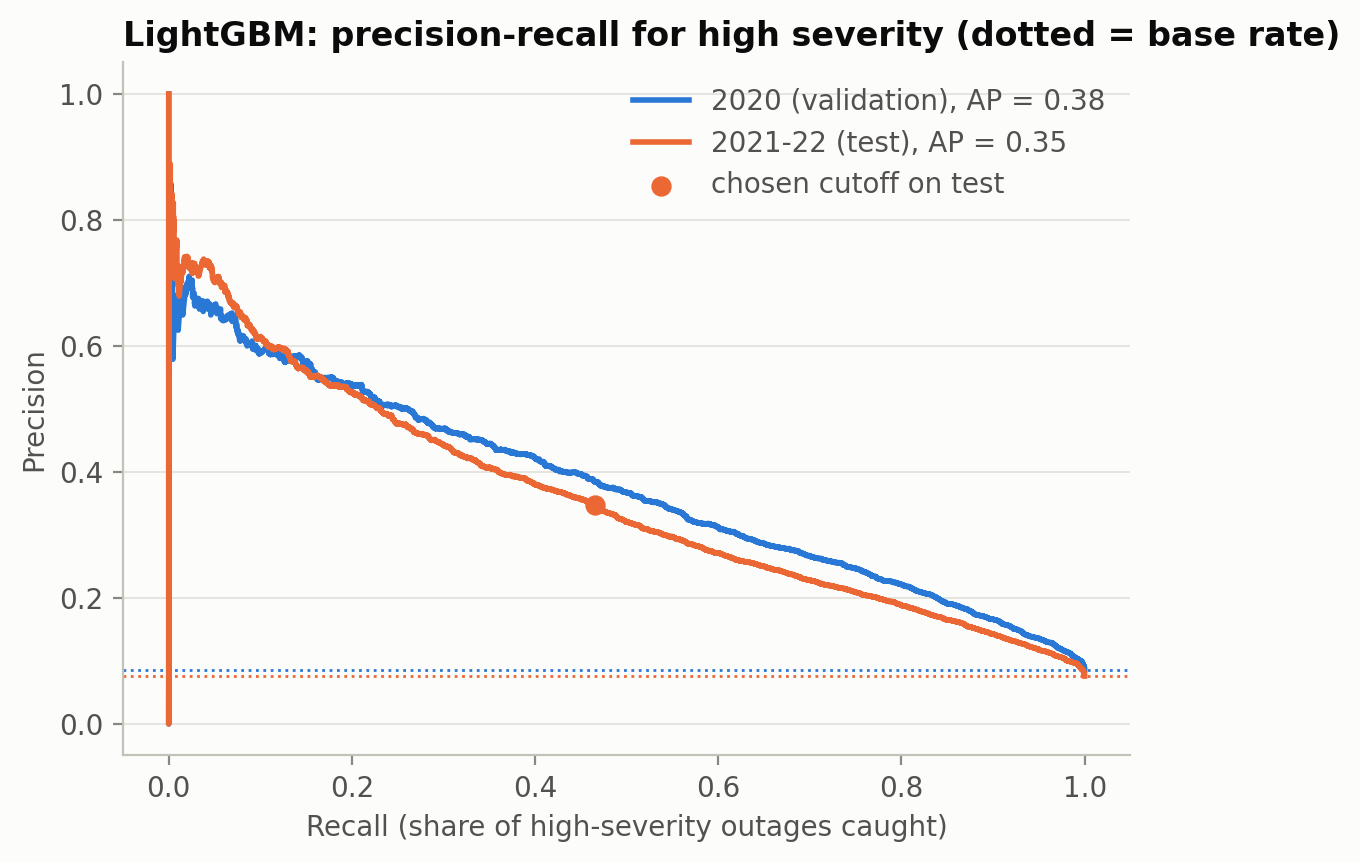 LightGBM: precision-recall for high severity (dotted = base rate)
2020 (validation), AP = 0.38
2021-22 (test), AP = 0.35
chosen cutoff on test
Precision
1.0
0.8
0.6
0.4
0.2
0.0
0.0 0.2 0.4 0.6 0.8 1.0
Recall (share of high-severity outages caught)